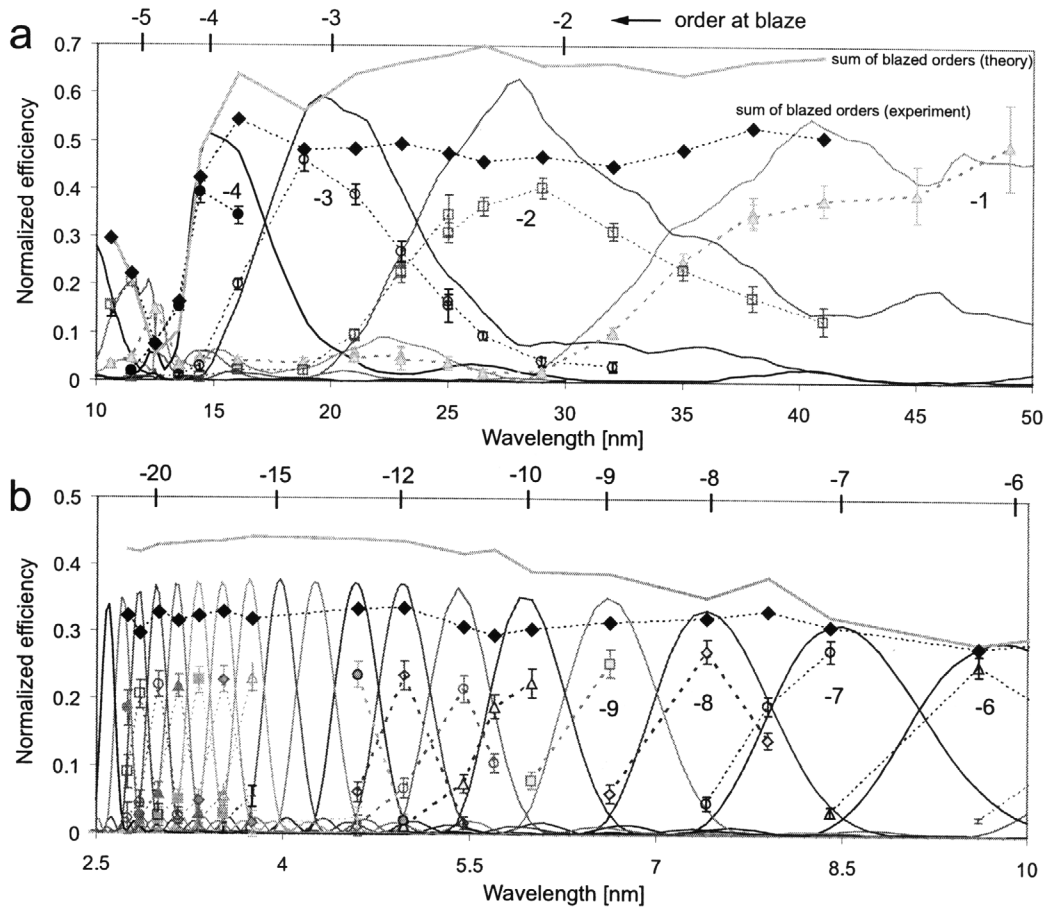 a
-5 -4 -3 -2 order at blaze
0.7
sum of blazed orders (theory)
0.6
sum of blazed orders (experiment)
0.5
0.4
-4 -3 -2 -1
0.3
0.2
0.1
0
Normalized efficiency
10 15 20 25 30 35 40 45 50
Wavelength [nm]
b
-20 -15 -12 -10 -9 -8 -7 -6
0.5
0.4
0.3
0.2
-9 -8 -7 -6
0.1
0
Normalized efficiency
2.5 4 5.5 7 8.5 10
Wavelength [nm]